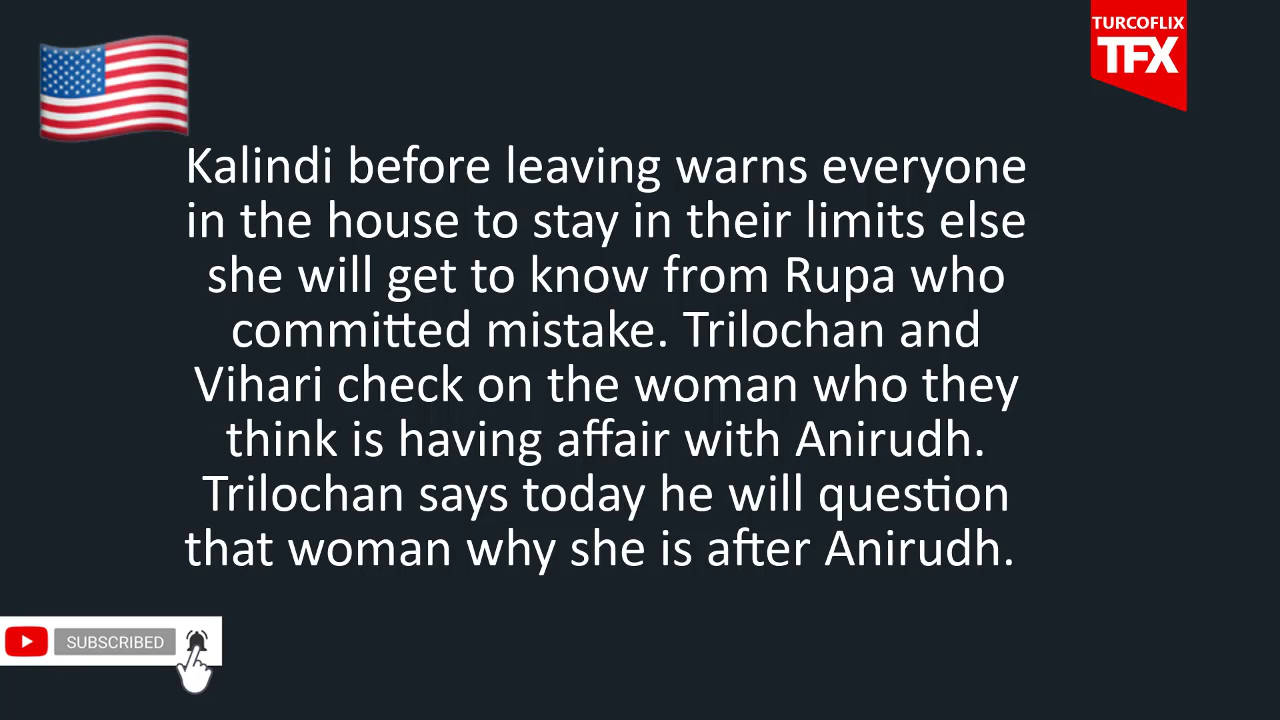 TURCOFLIX
TFX
Kalindi before leaving warns everyone
in the house to stay in their limits else
she will get to know from Rupa who
committed mistake. Trilochan and
Vihari check on the woman who they
think is having affair with Anirudh.
Trilochan says today he will question
that woman why she is after Anirudh.
SUBSCRIBED